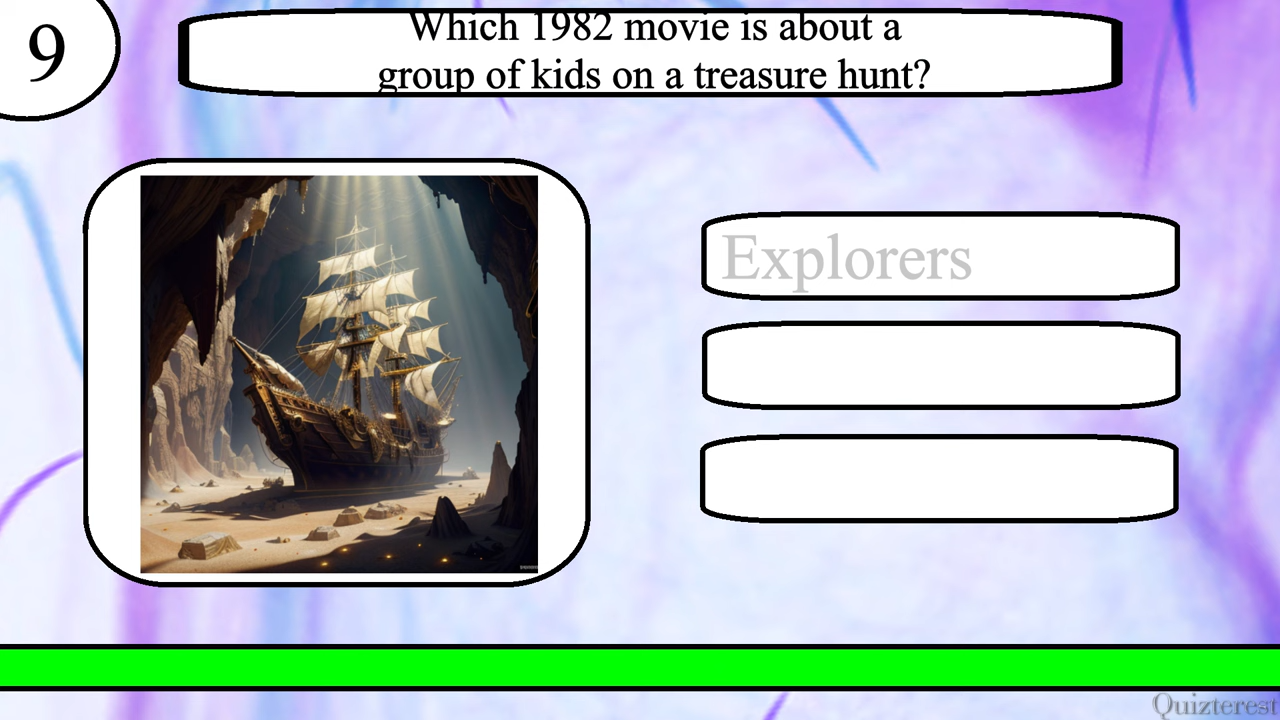 9
Which 1982 movie is about a
group of kids on a treasure hunt?
Explorers
Quizterest